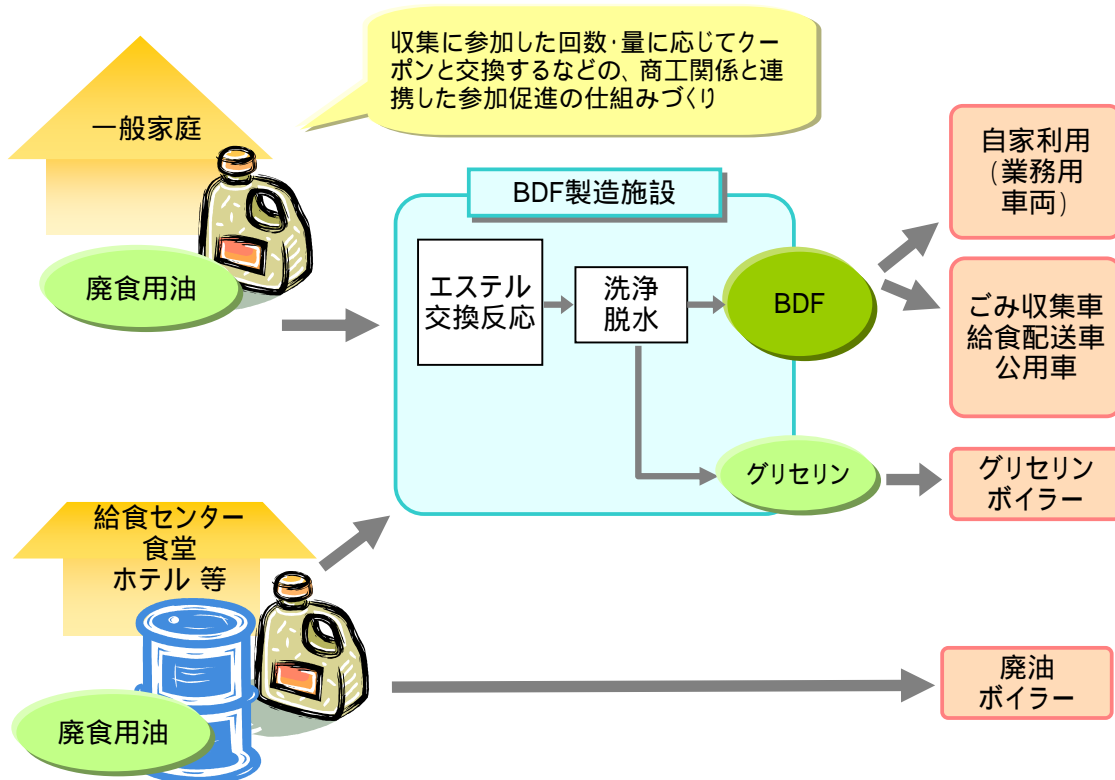 収集に参加した回数･量に応じてクー
ポンと交換するなどの、商工関係と連
携した参加促進の仕組みづくり
一般家庭
廃食用油
BDF製造施設
エステル
交換反応
洗浄
脱水
BDF
グリセリン
自家利用
(業務用
車両)
ごみ収集車
給食配送車
公用車
グリセリン
ボイラー
給食センター
食堂
ホテル 等
廃食用油
廃油
ボイラー